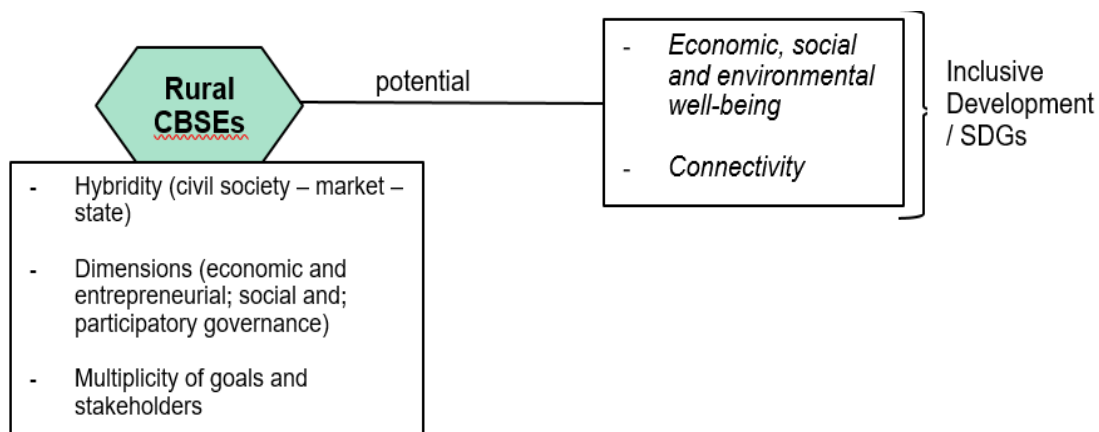 Rural
CBSEs
- Hybridity (civil society – market –
state)
- Dimensions (economic and
entrepreneurial; social and;
participatory governance)
- Multiplicity of goals and
stakeholders
potential
- Economic, social
and environmental
well-being
- Connectivity
Inclusive
Development
/ SDGs